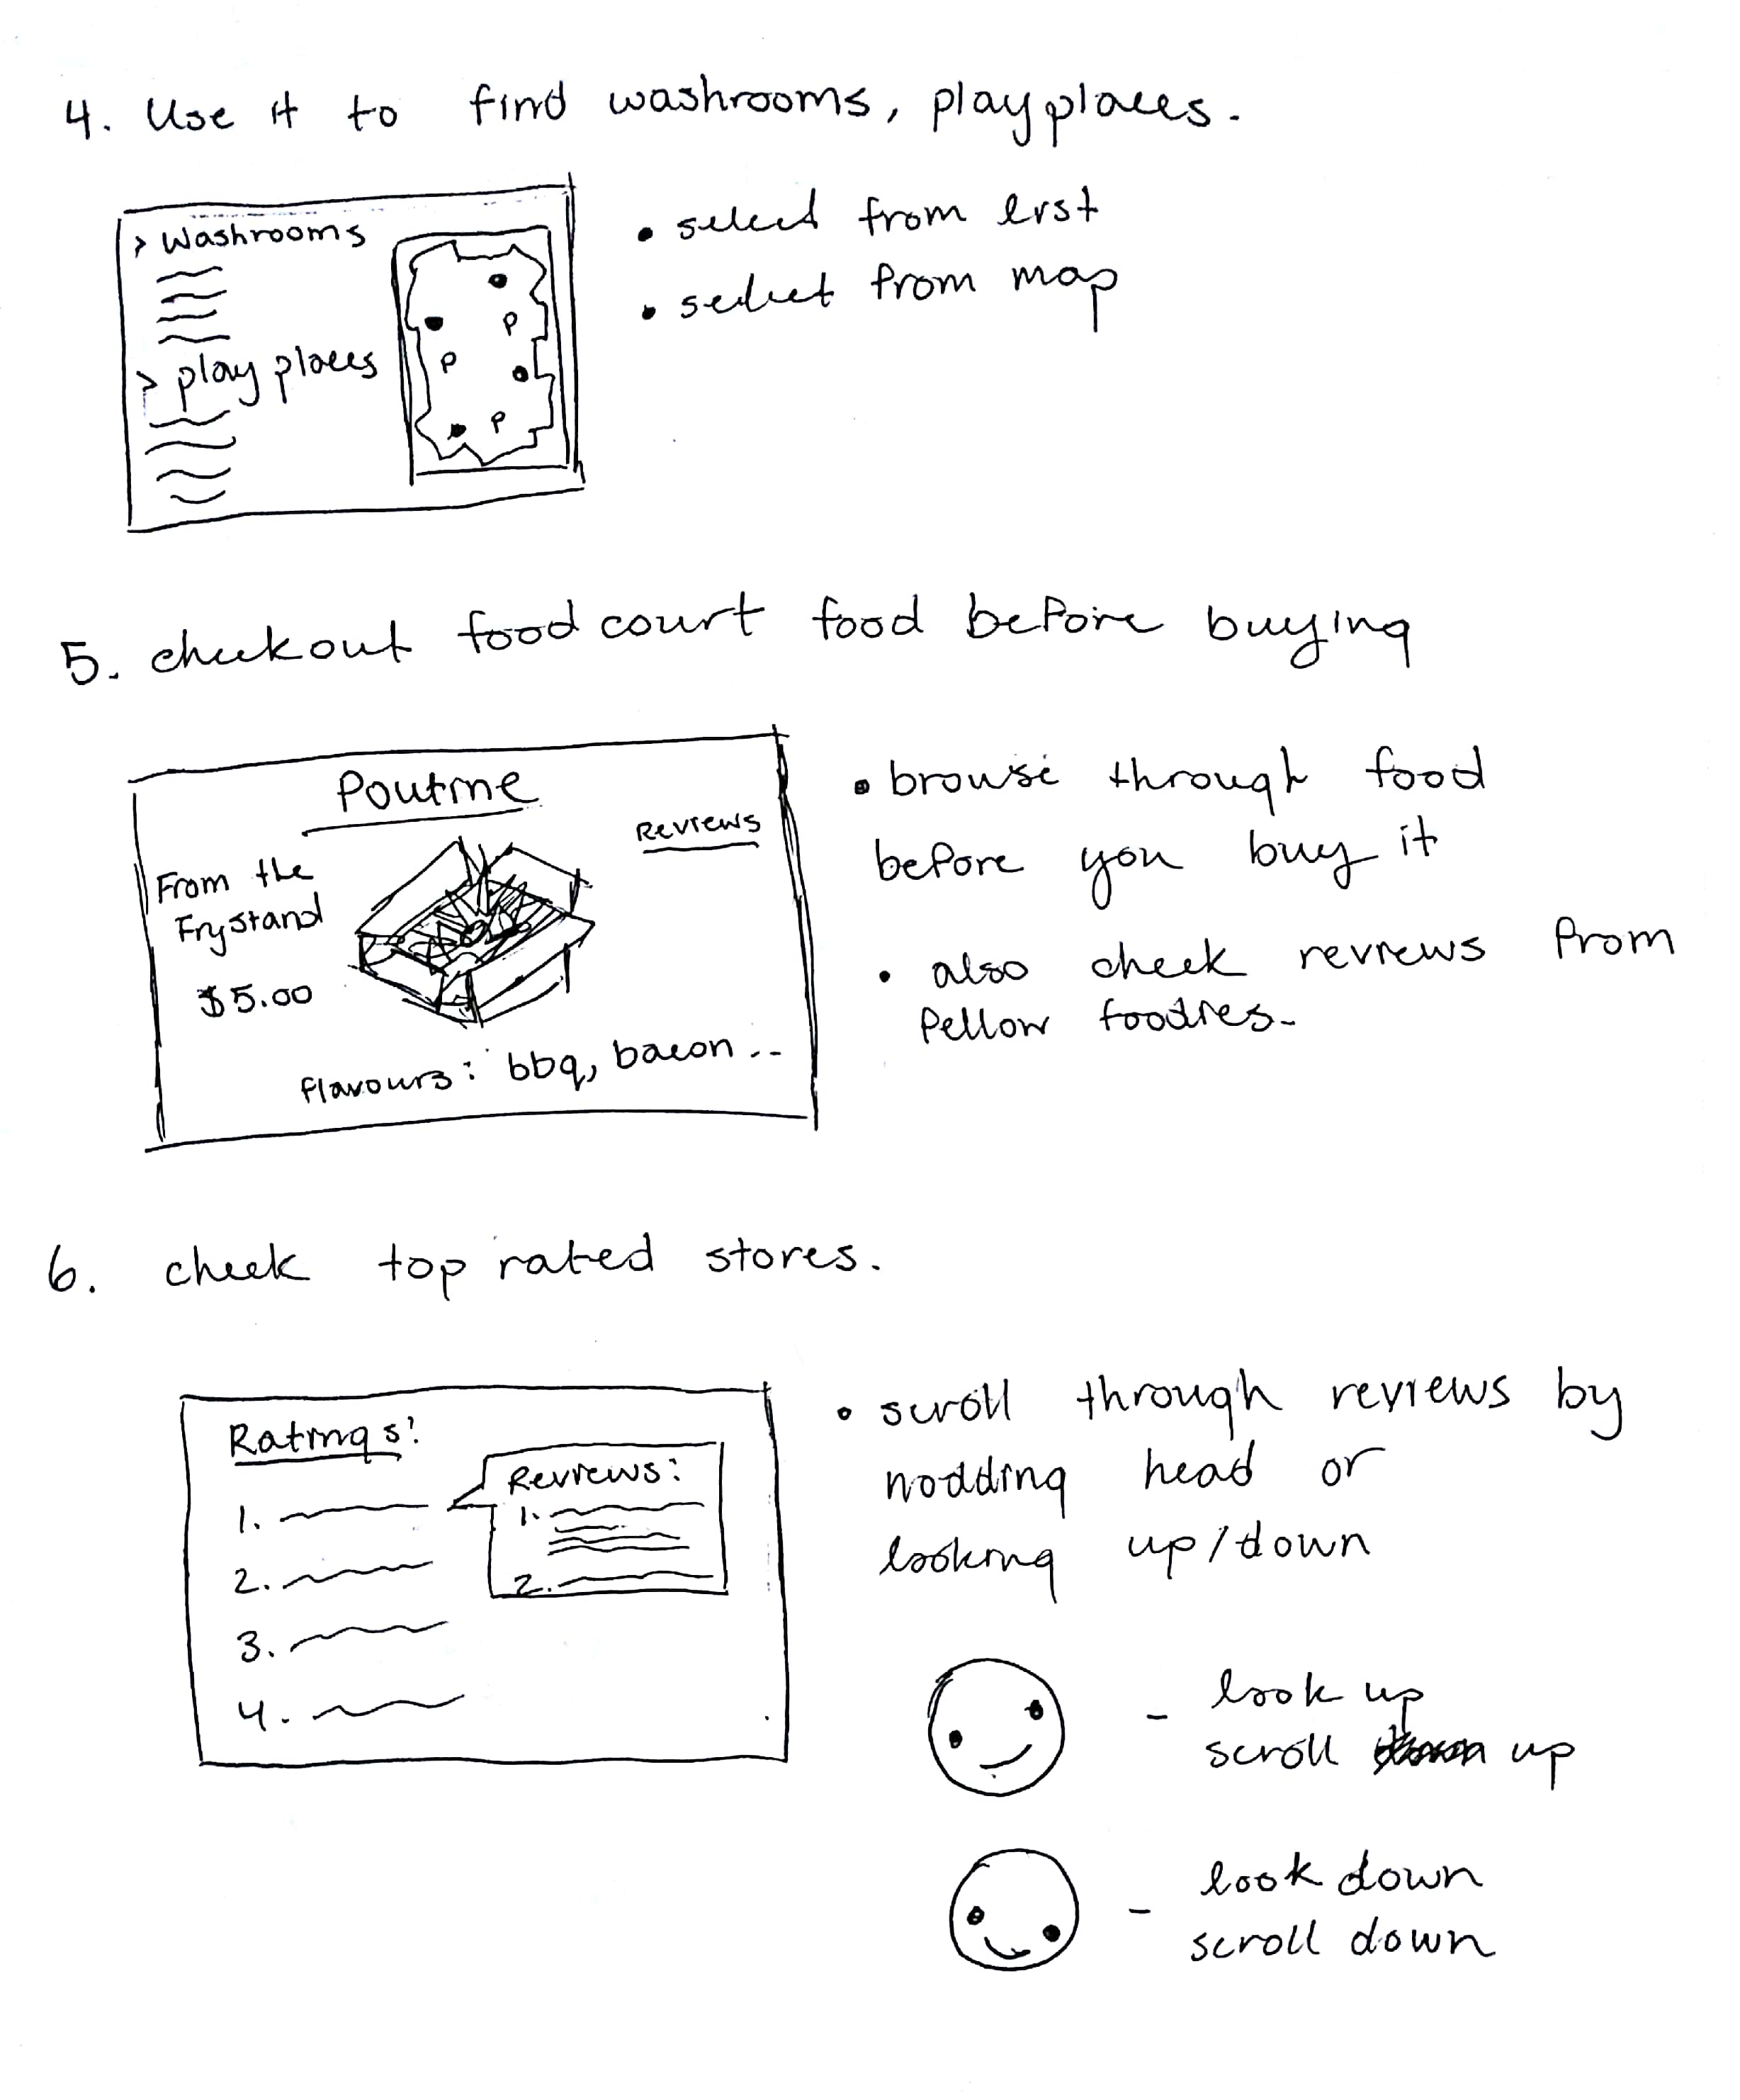 4. Use it to find washrooms, playplaces.
> Washrooms
> play places
P
P
P
• select from list
• select from map
5. checkout food court food before buying
Poutine
Reviews
From the
Frystand
$5.00
flavours: bbq, bacon...
• browse through food
before you buy it
• also check reviews from
fellow foodies.
6. check top rated stores.
Ratings:
1.
2.
3.
4.
Reviews:
1.
2.
• scroll through reviews by
nodding head or
looking up/down
- look up
scroll up
- look down
scroll down